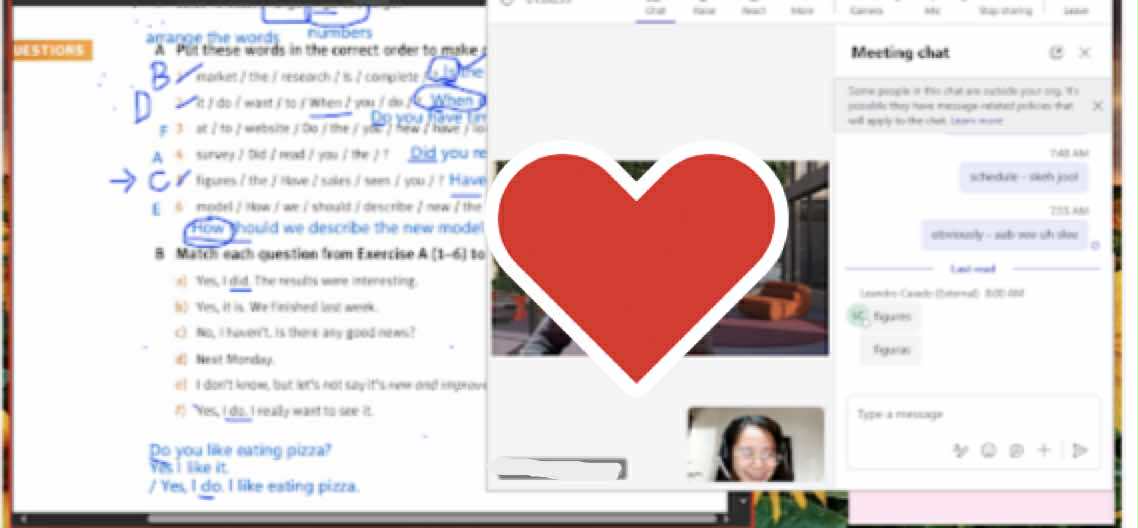 arrange the words numbers
QUESTIONS
A Put these words in the correct order to make
B market / the / research / is / complete / Is the
D it / do / want / to / When / you / do / When
Do you have
F 3 at / to / website / Do / the / you / new / have /
A 4 survey / Did / read / you / the / ? Did you re
→ C figures / the / Have / sales / seen / you / ? Have
E 6 model / How / we / should / describe / new / the
How should we describe the new model
B Match each question from Exercise A (1–6) to
a) Yes, I did. The results were interesting.
b) Yes, it is. We finished last week.
c) No, I haven't. Is there any good news?
d) Next Monday.
e) I don't know, but let's not say it's new and improve
f) Yes, I do. I really want to see it.
Do you like eating pizza?
Yes I like it.
/ Yes, I do. I like eating pizza.
Chat Raise React More Camera Mic Stop sharing Leave
Meeting chat
Some people in this chat are outside your org. It's
possible they have message-related policies that
will apply to the chat. Learn more
7:48 AM
schedule - skeh jool
7:55 AM
obviously - aab vee uh slee
Last read
(External) 8:00 AM
figures
figuras
Type a message